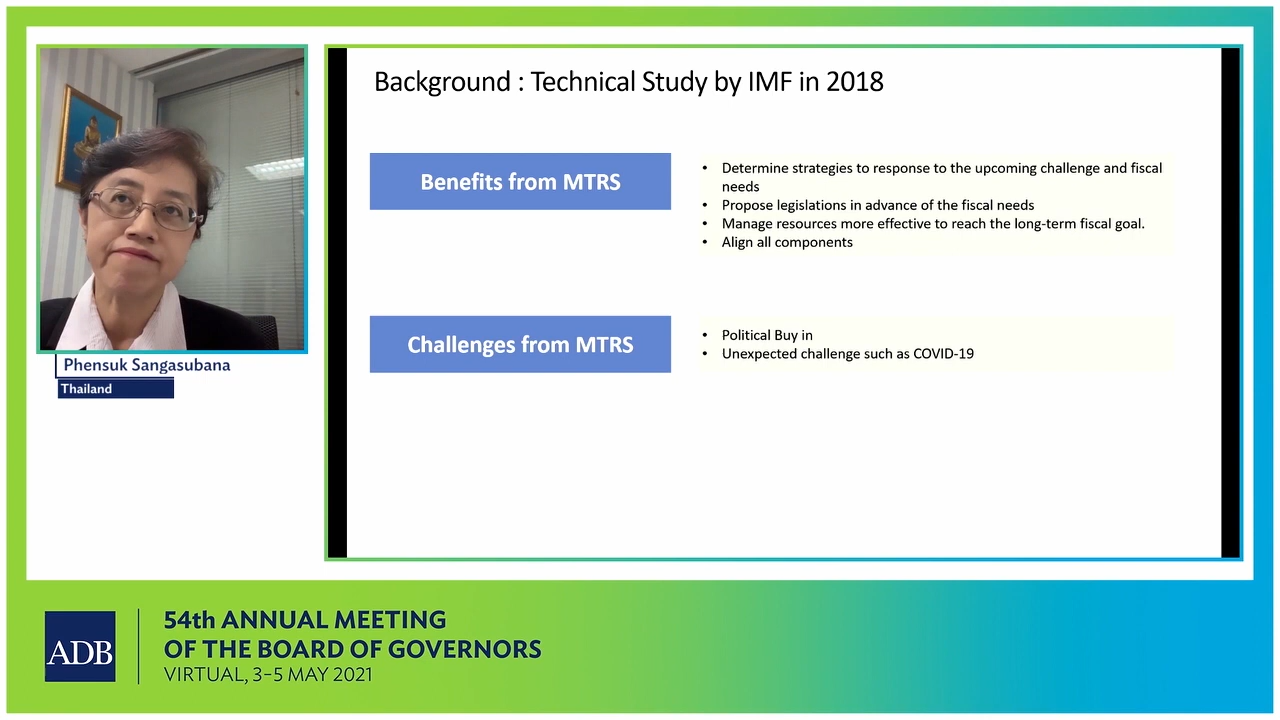 Background : Technical Study by IMF in 2018
Benefits from MTRS
• Determine strategies to response to the upcoming challenge and fiscal
needs
• Propose legislations in advance of the fiscal needs
• Manage resources more effective to reach the long-term fiscal goal.
• Align all components
Challenges from MTRS
• Political Buy in
• Unexpected challenge such as COVID-19
Phensuk Sangasubana
Thailand
ADB
54th ANNUAL MEETING
OF THE BOARD OF GOVERNORS
VIRTUAL, 3–5 MAY 2021